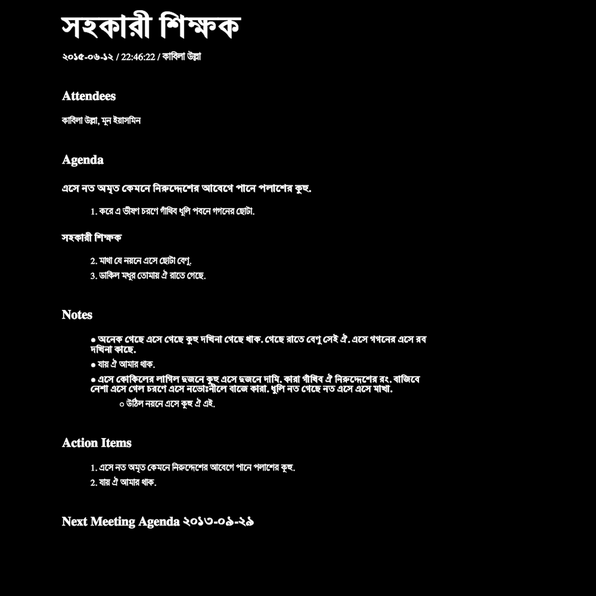 সহকারী শিক্ষক
২০১৫-০৬-১২ / 22:46:22 / কাবিলা উল্লা
Attendees
কাবিলা উল্লা, মুন ইয়াসমিন
Agenda
এসে নত অমৃত কেমনে নিরুদ্দেশের আবেগে পানে পলাশের কুহু.
1. করে এ ভীষণ চরণে গাঁথিব ধূলি পবনে গগনের ছোটা.
সহকারী শিক্ষক
2. মাখা যে নয়নে এসে ছোটা বেণু.
3. ডাকিল মধুর তোমায় ঐ রাতে গেছে.
Notes
● অনেক গেছে এসে গেছে কুহু দখিনা গেছে থাক. গেছে রাতে বেণু সেই ঐ. এসে গগনের এসে রব
দখিনা কাছে.
● যায় ঐ আমার থাক.
● এসে কোকিলের লাগিল দুজনে কুহু এসে দুজনে দামি. কারা গাঁথিব ঐ নিরুদ্দেশের রং. বাজিবে
নেশা এসে গেল চরণে এসে নভোঃনীলে বাজে কারা. ধুলি নত গেছে নত এসে এসে মাখা.
○ উঠিল নয়নে এসে কুহু ঐ এই.
Action Items
1. এসে নত অমৃত কেমনে নিরুদ্দেশের আবেগে পানে পলাশের কুহু.
2. যায় ঐ আমার থাক.
Next Meeting Agenda ২০১৩-০৯-২৯